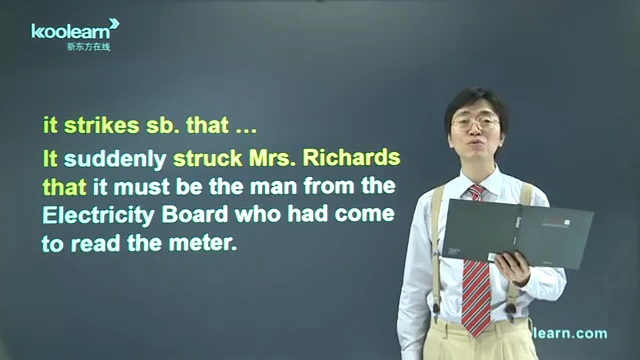 koolearn
新东方在线
it strikes sb. that …
It suddenly struck Mrs. Richards
that it must be the man from the
Electricity Board who had come
to read the meter.
learn.com